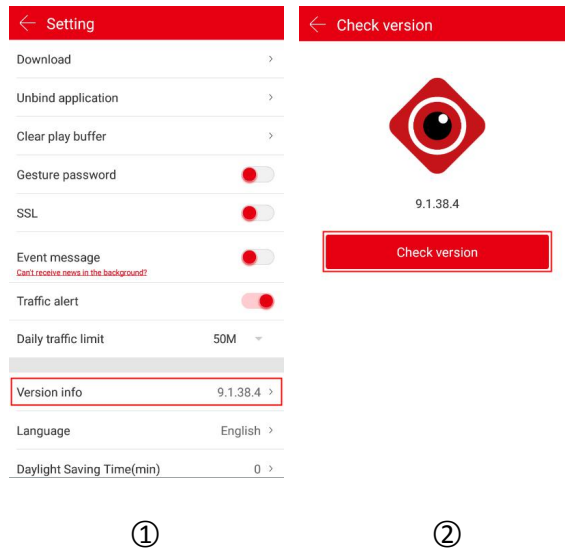 Setting
Download
Unbind application
Clear play buffer
Gesture password
SSL
Event message
Can't receive news in the background?
Traffic alert
Daily traffic limit 50M
Version info 9.1.38.4
Language English
Daylight Saving Time(min) 0
①
Check version
9.1.38.4
Check version
②